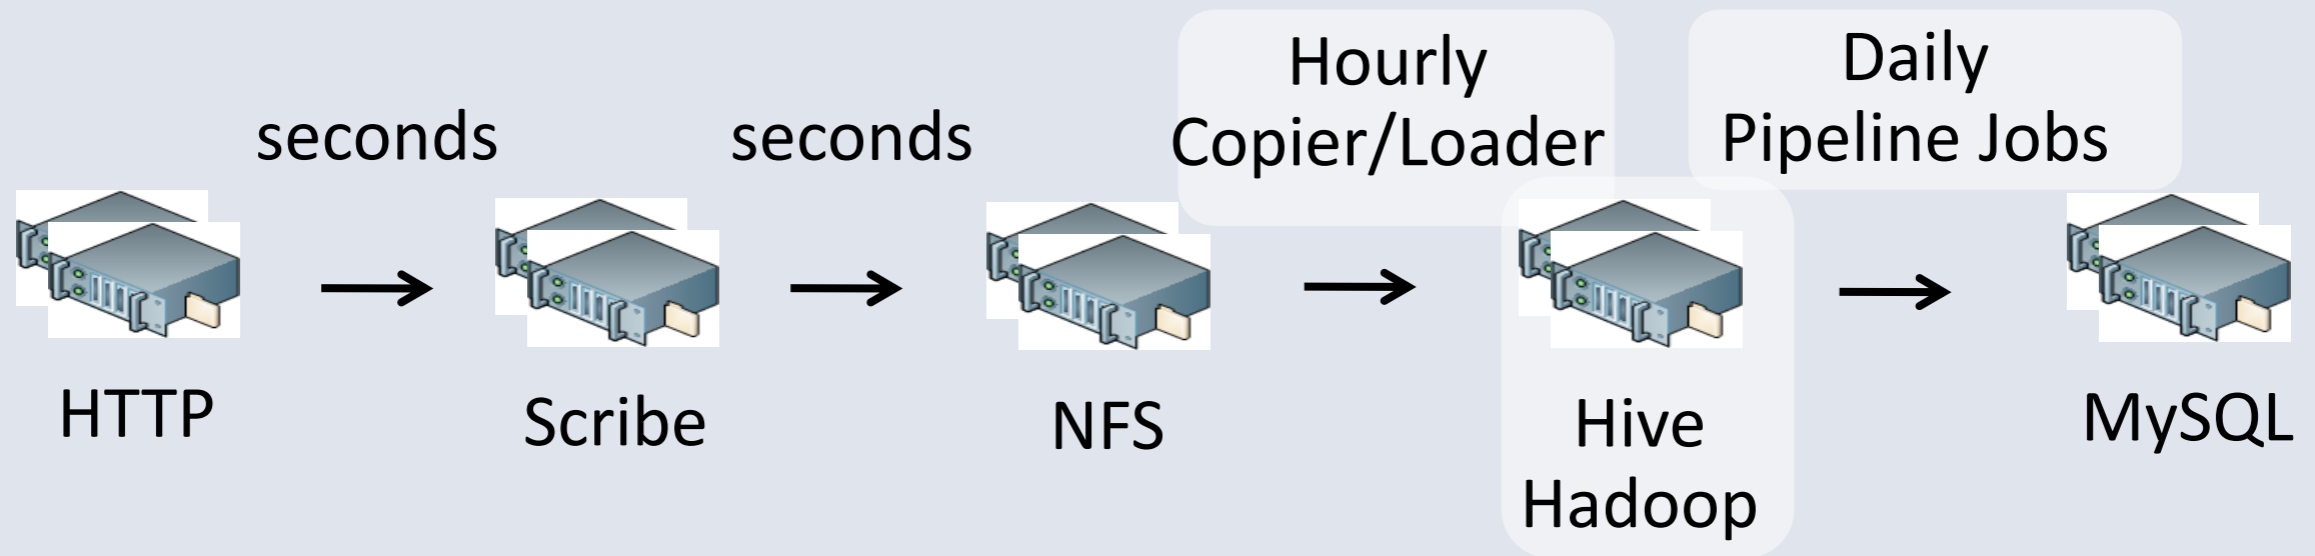 seconds
seconds
Hourly
Copier/Loader
Daily
Pipeline Jobs
HTTP
Scribe
NFS
Hive
Hadoop
MySQL